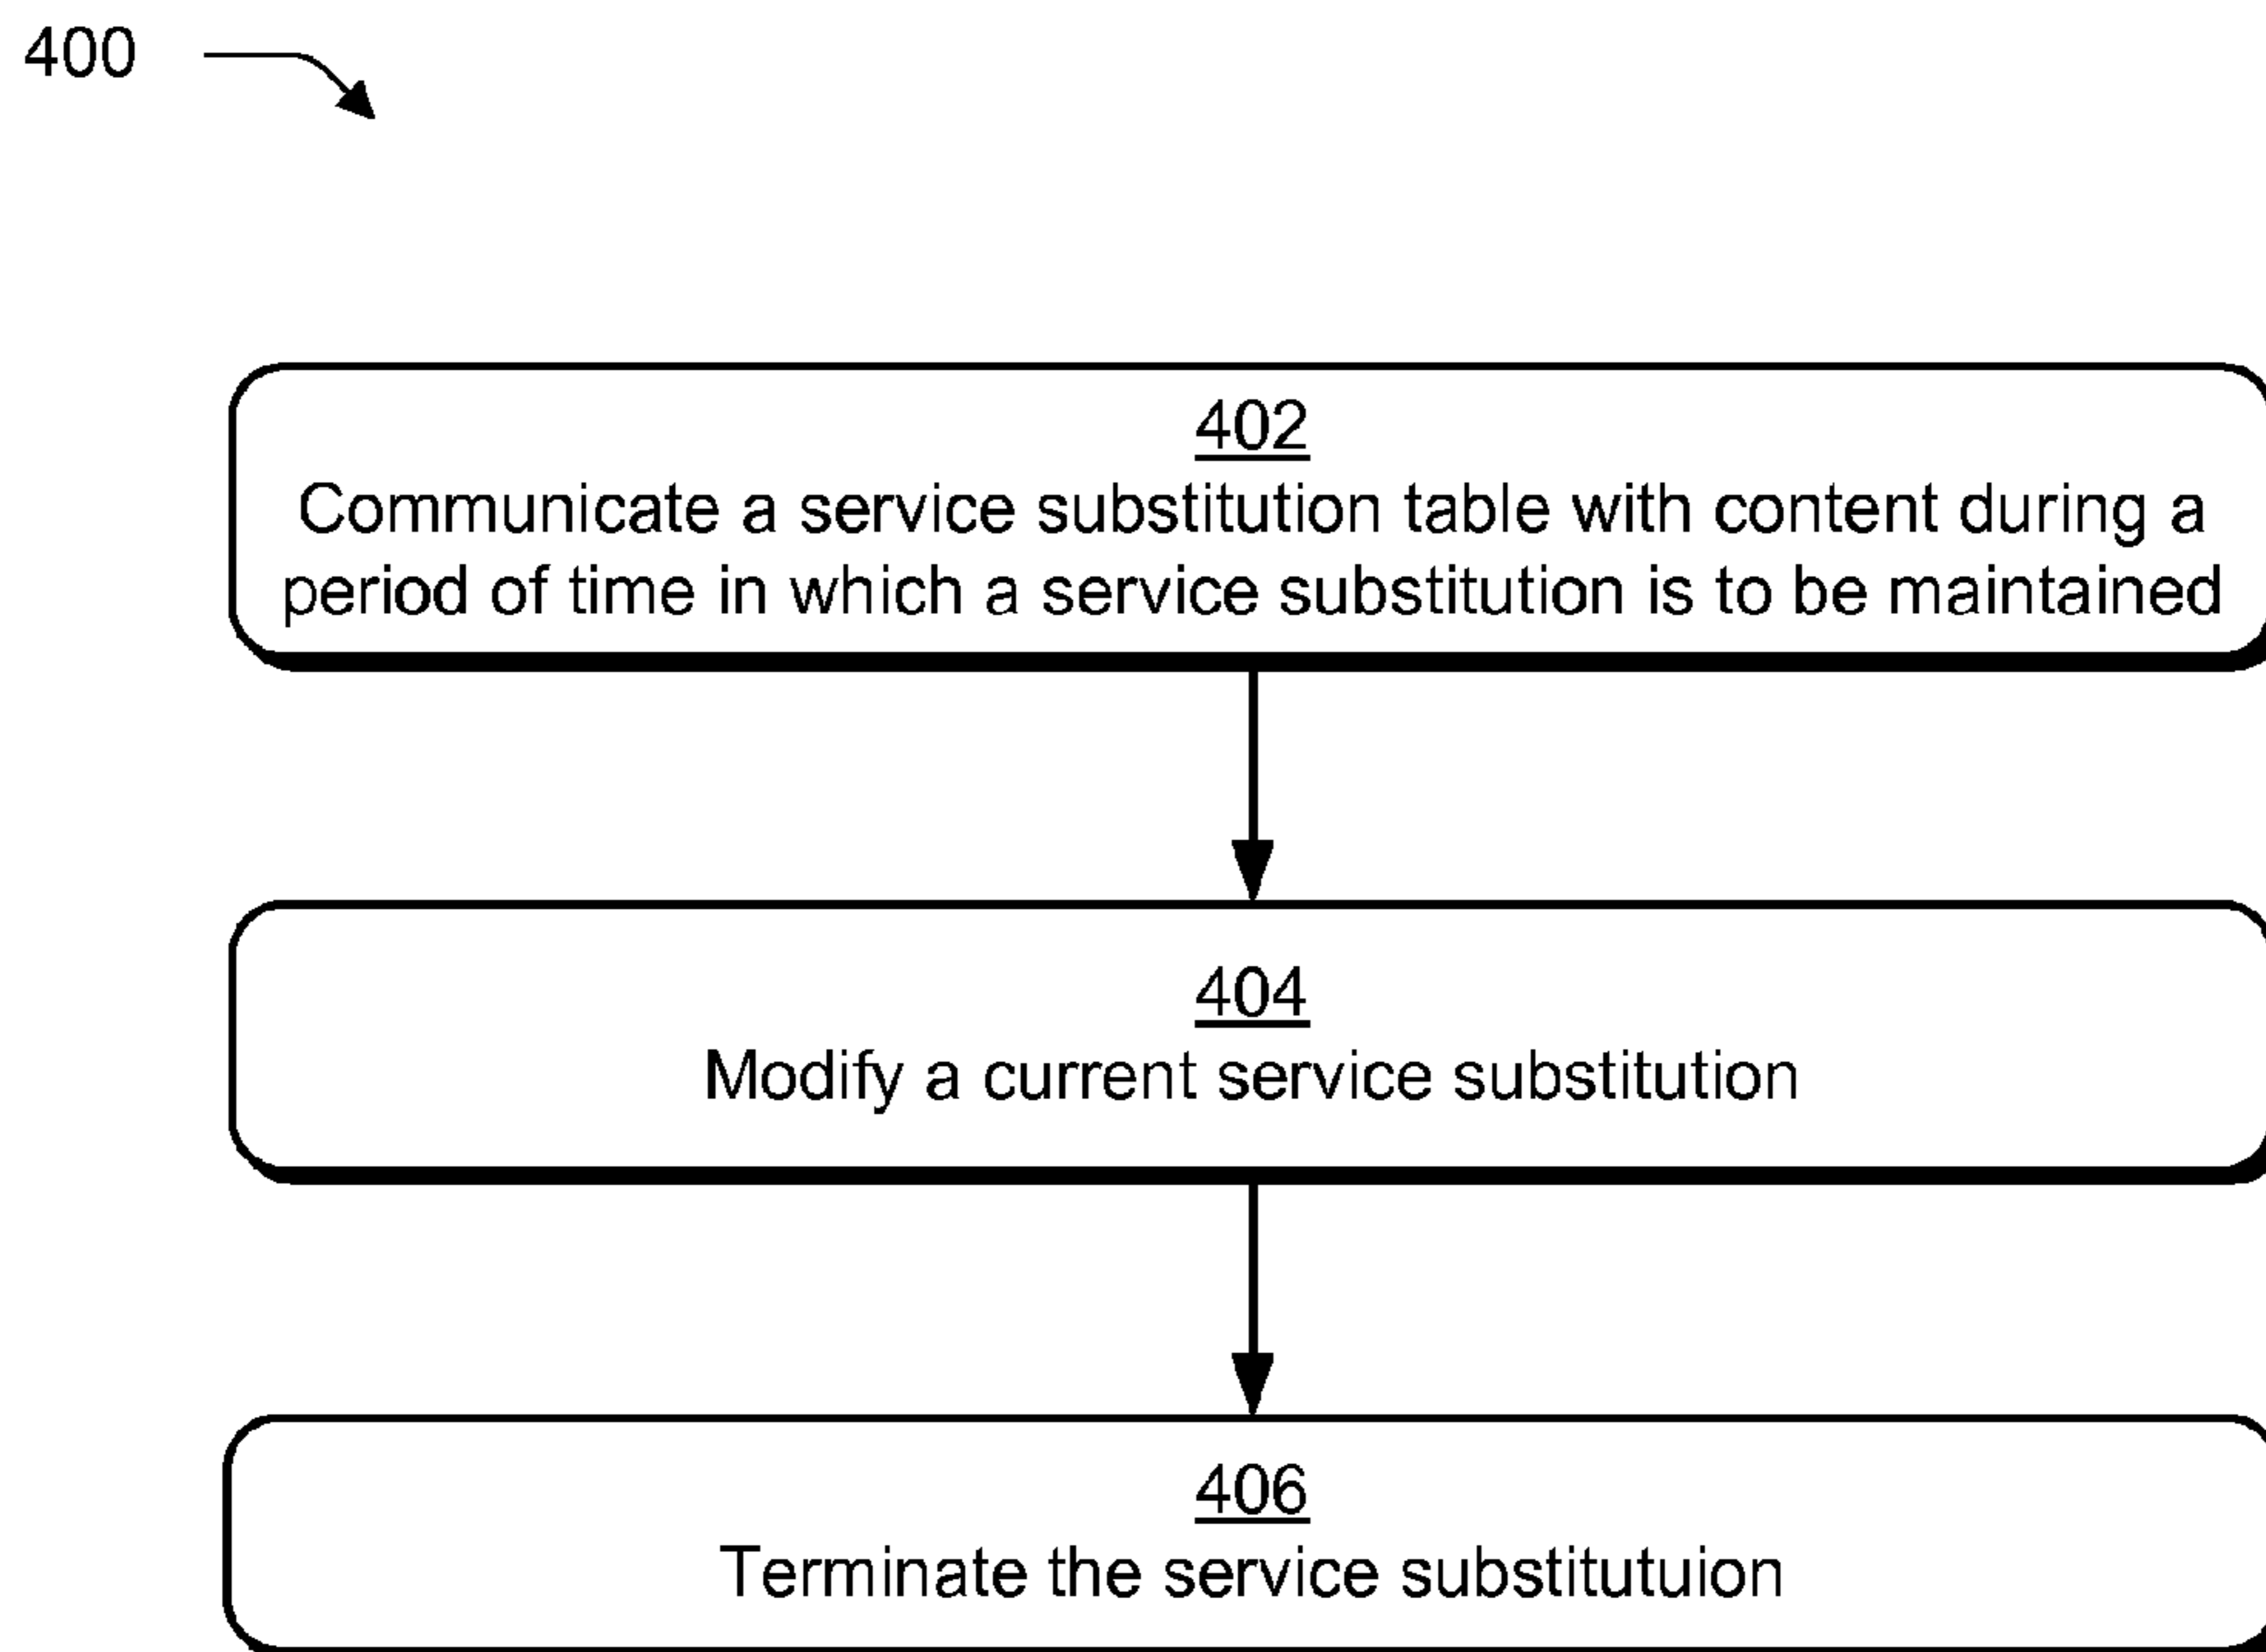 400
402
Communicate a service substitution table with content during a
period of time in which a service substitution is to be maintained
404
Modify a current service substitution
406
Terminate the service substitutuion